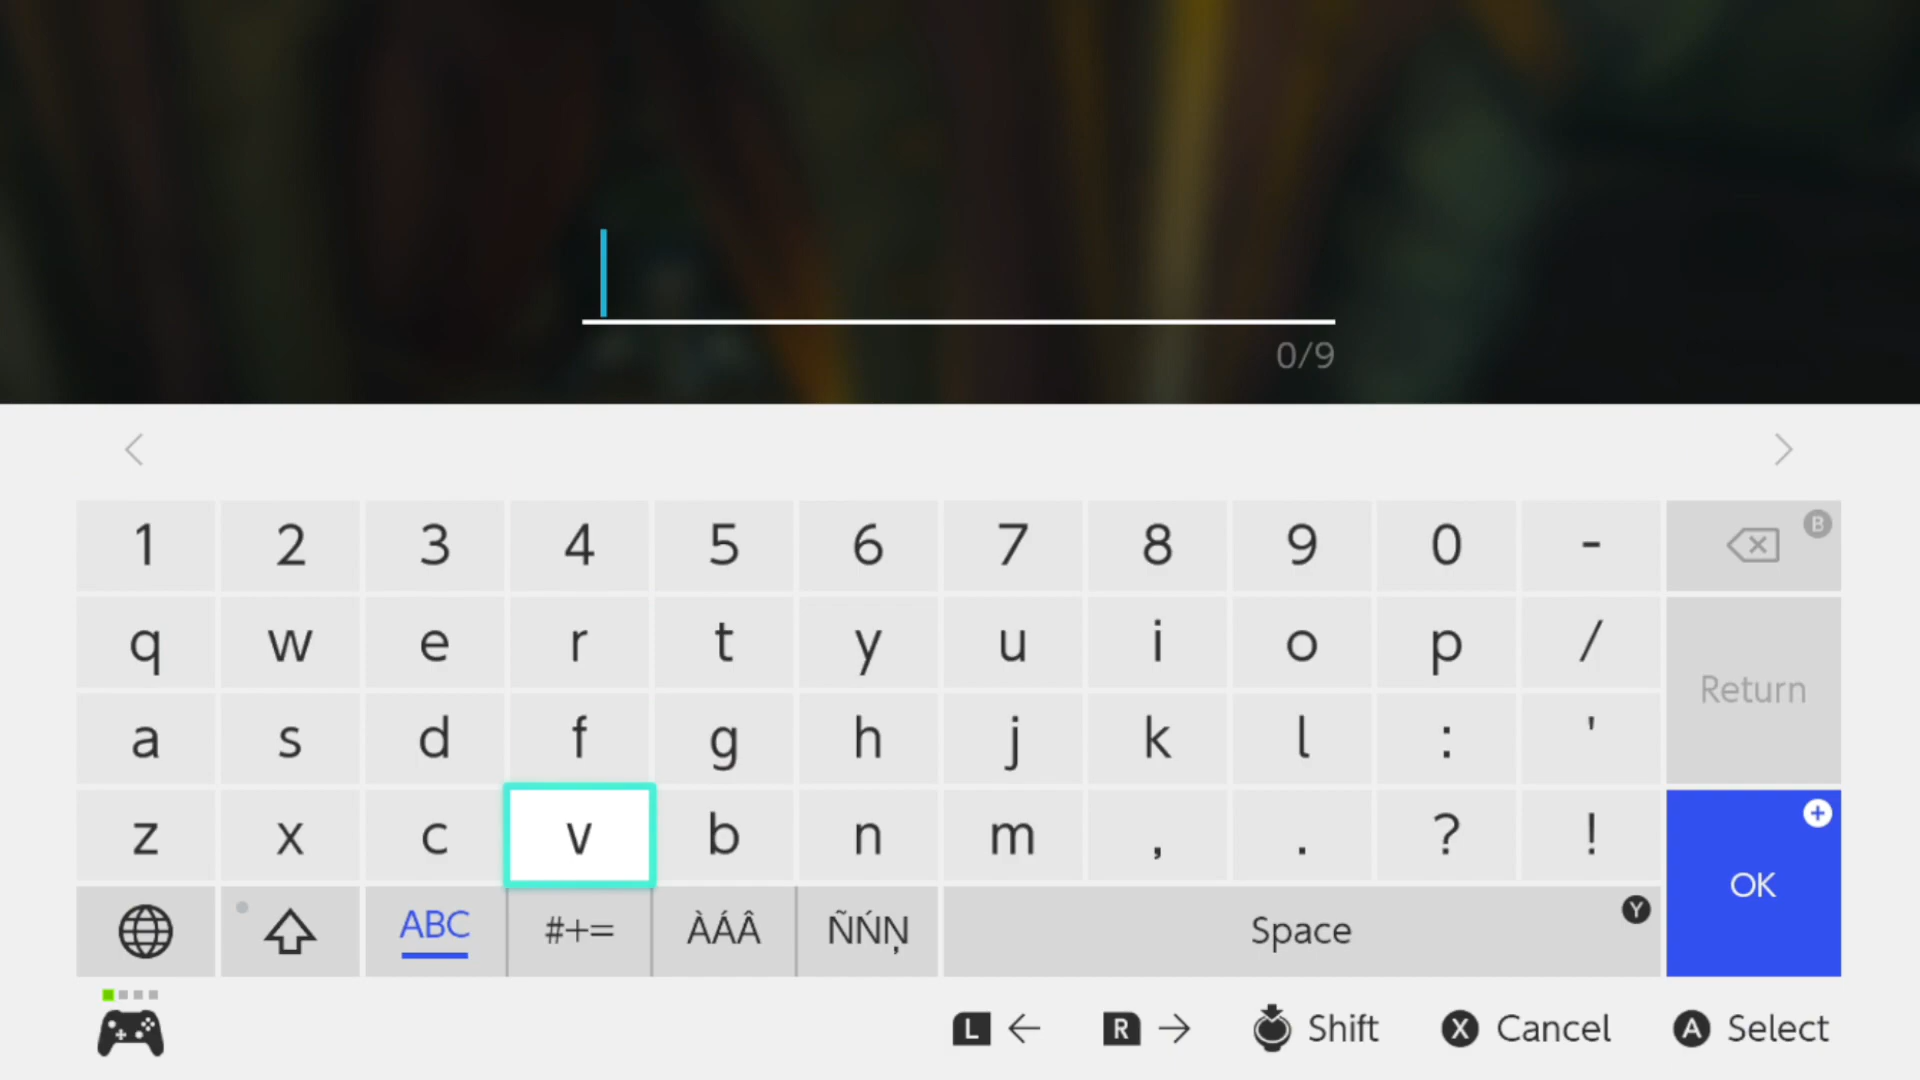 0/9
1 2 3 4 5 6 7 8 9 0 - B
q w e r t y u i o p / Return
a s d f g h j k l : '
z x c v b n m , . ? ! OK
ABC #+= ÀÁÂ ÑŃŅ Space Y
L ← R → Shift X Cancel A Select